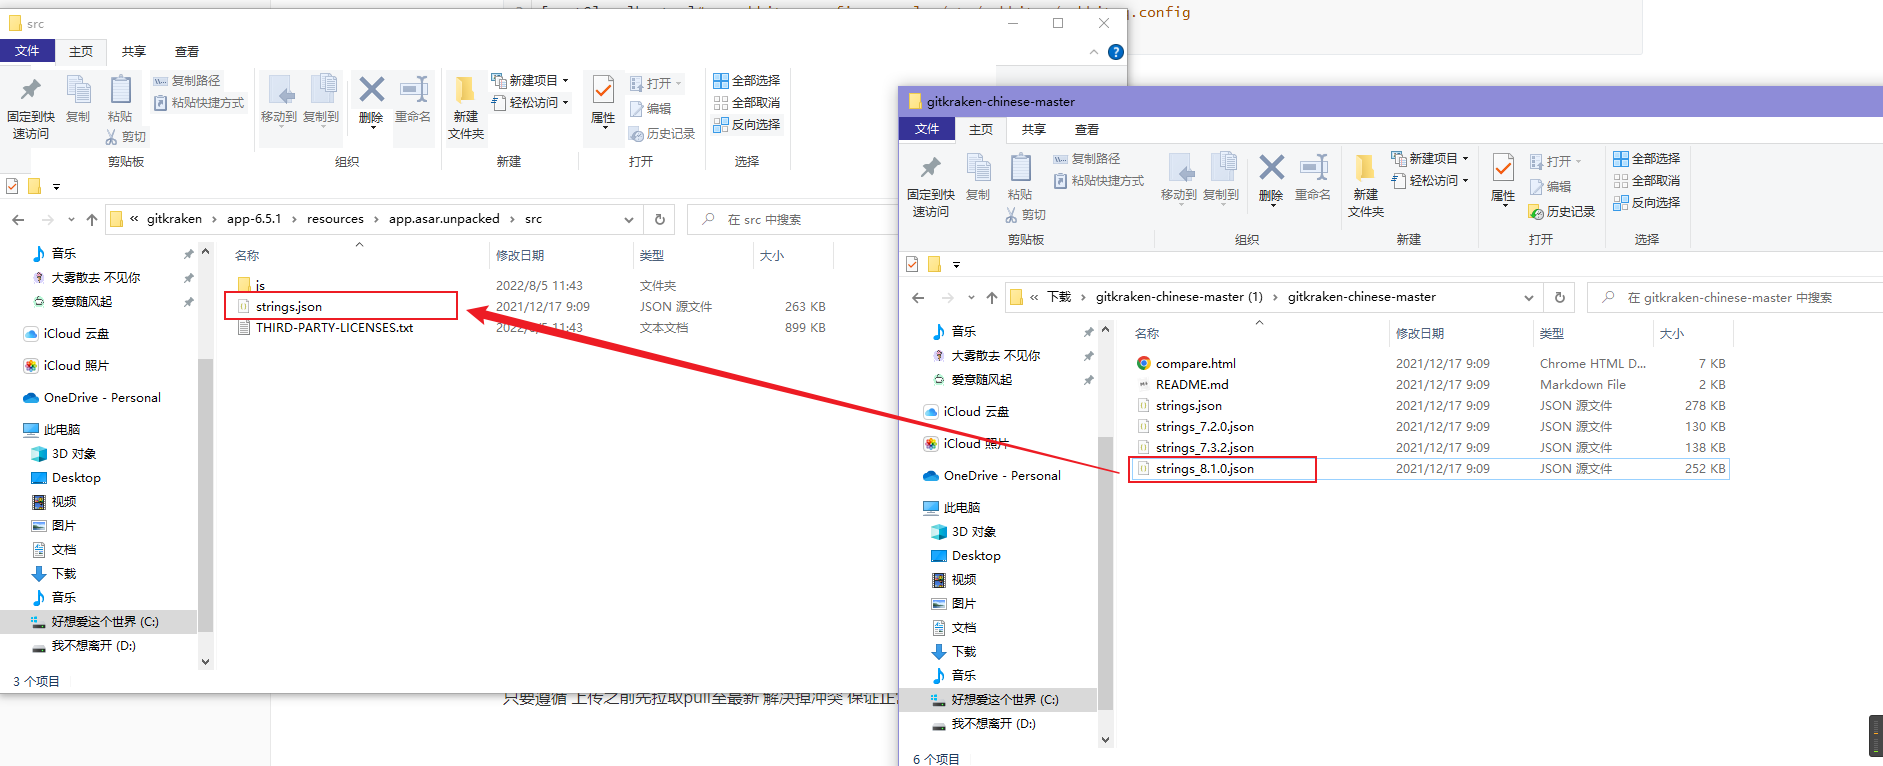 src
.config
文件 主页 共享 查看
固定到快速访问 复制 粘贴 复制路径 粘贴快捷方式 剪切
移动到 复制到 删除 重命名
新建文件夹 新建项目 轻松访问
属性 打开 编辑 历史记录
全部选择 全部取消 反向选择
剪贴板 组织 新建 打开 选择
« gitkraken › app-6.5.1 › resources › app.asar.unpacked › src
在 src 中搜索
音乐
大雾散去 不见你
爱意随风起
iCloud 云盘
iCloud 照片
OneDrive - Personal
此电脑
3D 对象
Desktop
视频
图片
文档
下载
音乐
好想爱这个世界 (C:)
我不想离开 (D:)
名称 修改日期 类型 大小
js 2022/8/5 11:43 文件夹
strings.json 2021/12/17 9:09 JSON 源文件 263 KB
THIRD-PARTY-LICENSES.txt 2022/8/5 11:43 文本文档 899 KB
3 个项目
只要遵循 上传之前先拉取pull至最新 解决掉冲突 保证正常
gitkraken-chinese-master
文件 主页 共享 查看
固定到快速访问 复制 粘贴 复制路径 粘贴快捷方式 剪切
移动到 复制到 删除 重命名
新建文件夹 新建项目 轻松访问
属性 打开 编辑 历史记录
全部选择 全部取消 反向选择
剪贴板 组织 新建 打开 选择
« 下载 › gitkraken-chinese-master (1) › gitkraken-chinese-master
在 gitkraken-chinese-master 中搜索
音乐
大雾散去 不见你
爱意随风起
iCloud 云盘
iCloud 照片
OneDrive - Personal
此电脑
3D 对象
Desktop
视频
图片
文档
下载
音乐
好想爱这个世界 (C:)
我不想离开 (D:)
名称 修改日期 类型 大小
compare.html 2021/12/17 9:09 Chrome HTML D... 7 KB
README.md 2021/12/17 9:09 Markdown File 2 KB
strings.json 2021/12/17 9:09 JSON 源文件 278 KB
strings_7.2.0.json 2021/12/17 9:09 JSON 源文件 130 KB
strings_7.3.2.json 2021/12/17 9:09 JSON 源文件 138 KB
strings_8.1.0.json 2021/12/17 9:09 JSON 源文件 252 KB
6 个项目